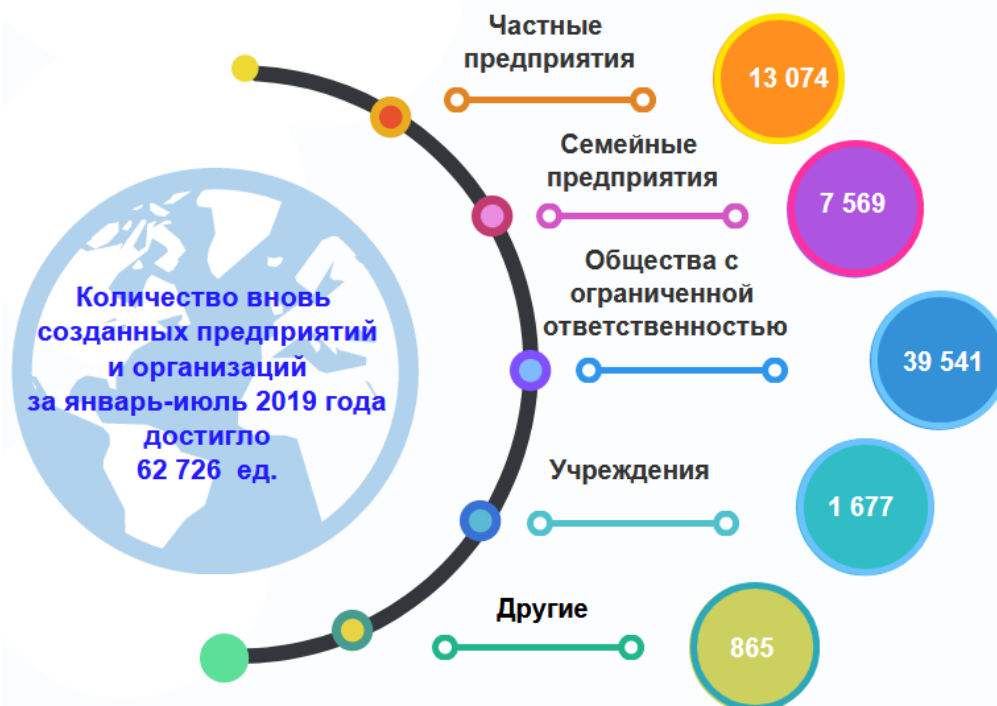 Частные
предприятия
13 074
Семейные
предприятия
7 569
Общества с
ограниченной
ответственностью
39 541
Количество вновь
созданных предприятий
и организаций
за январь-июль 2019 года
достигло
62 726 ед.
Учреждения
1 677
Другие
865